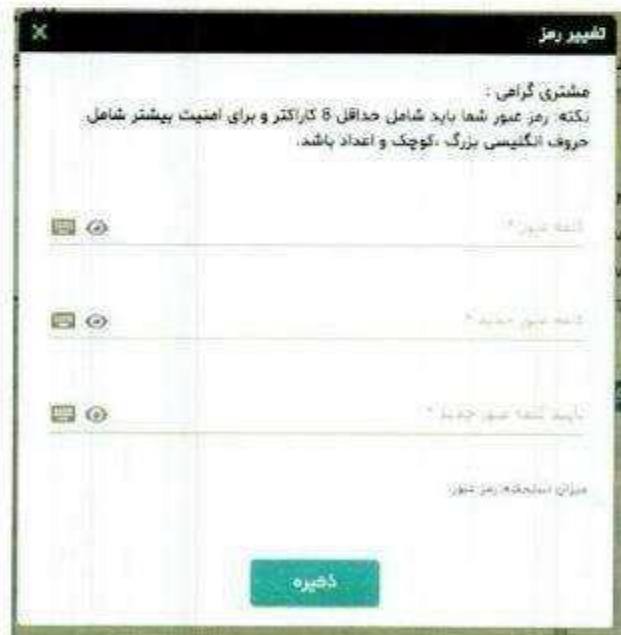 تغییر رمز
مشتری گرامی :
نکته: رمز عبور شما باید شامل حداقل 8 کاراکتر و برای امنیت بیشتر شامل
حروف انگلیسی بزرگ ،کوچک و اعداد باشد.
کلمه عبور *
کلمه عبور جدید *
تایید کلمه عبور جدید *
میزان استحکام رمز عبور:
ذخیره